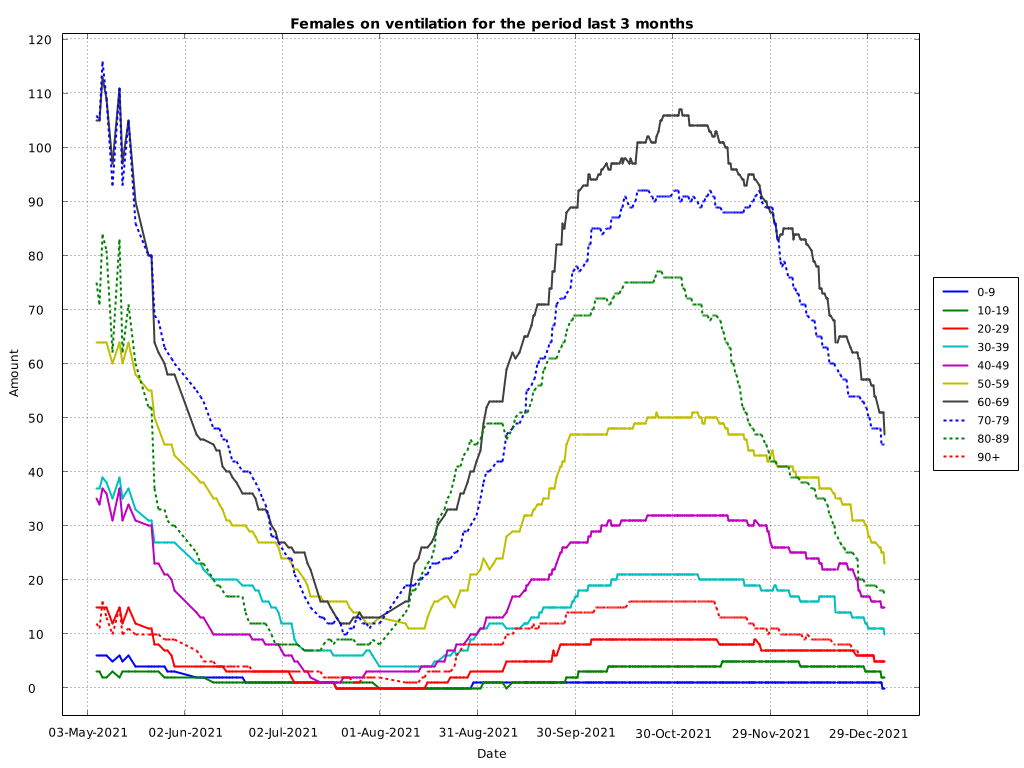 Females on ventilation for the period last 3 months
120
110
100
90
80
70
60
50
40
30
20
10
0
Amount
03-May-2021
02-Jun-2021
02-Jul-2021
01-Aug-2021
31-Aug-2021
30-Sep-2021
30-Oct-2021
29-Nov-2021
29-Dec-2021
Date
0-9
10-19
20-29
30-39
40-49
50-59
60-69
70-79
80-89
90+